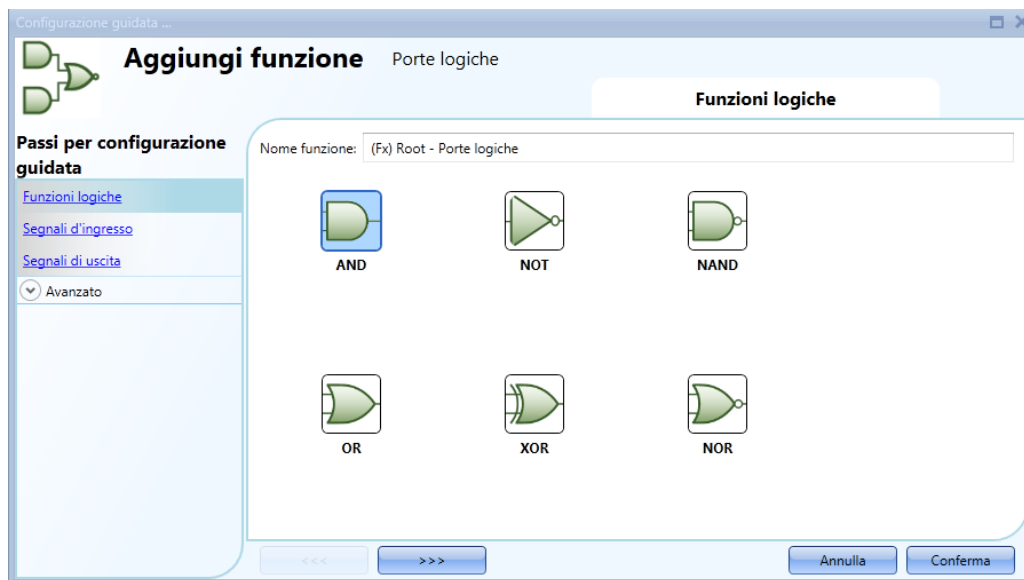 Configurazione guidata ...
Aggiungi funzione
Porte logiche
Funzioni logiche
Passi per configurazione
guidata
Funzioni logiche
Segnali d'ingresso
Segnali di uscita
Avanzato
Nome funzione:
(Fx) Root - Porte logiche
AND
NOT
NAND
OR
XOR
NOR
<<<
>>>
Annulla
Conferma